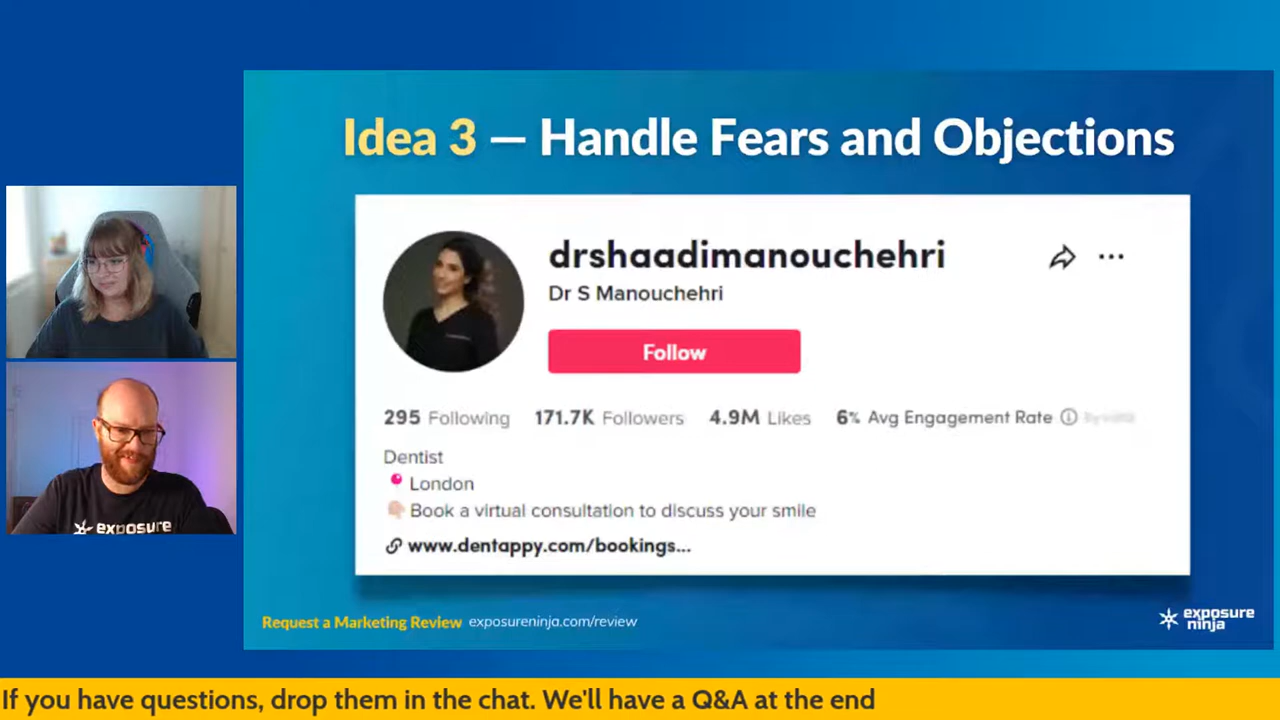 Idea 3 — Handle Fears and Objections
drshaadimanouchehri
Dr S Manouchehri
Follow
295 Following 171.7K Followers 4.9M Likes 6% Avg Engagement Rate
Dentist
London
Book a virtual consultation to discuss your smile
www.dentappy.com/bookings...
exposure
Request a Marketing Review exposureninja.com/review
exposure
ninja
If you have questions, drop them in the chat. We'll have a Q&A at the end